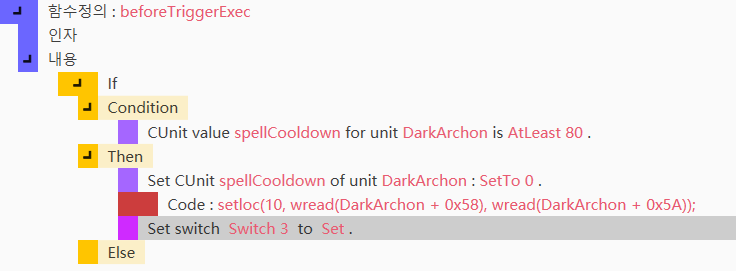 함수정의 : beforeTriggerExec
인자
내용
If
Condition
CUnit value spellCooldown for unit DarkArchon is AtLeast 80 .
Then
Set CUnit spellCooldown of unit DarkArchon : SetTo 0 .
Code : setloc(10, wread(DarkArchon + 0x58), wread(DarkArchon + 0x5A));
Set switch Switch 3 to Set .
Else